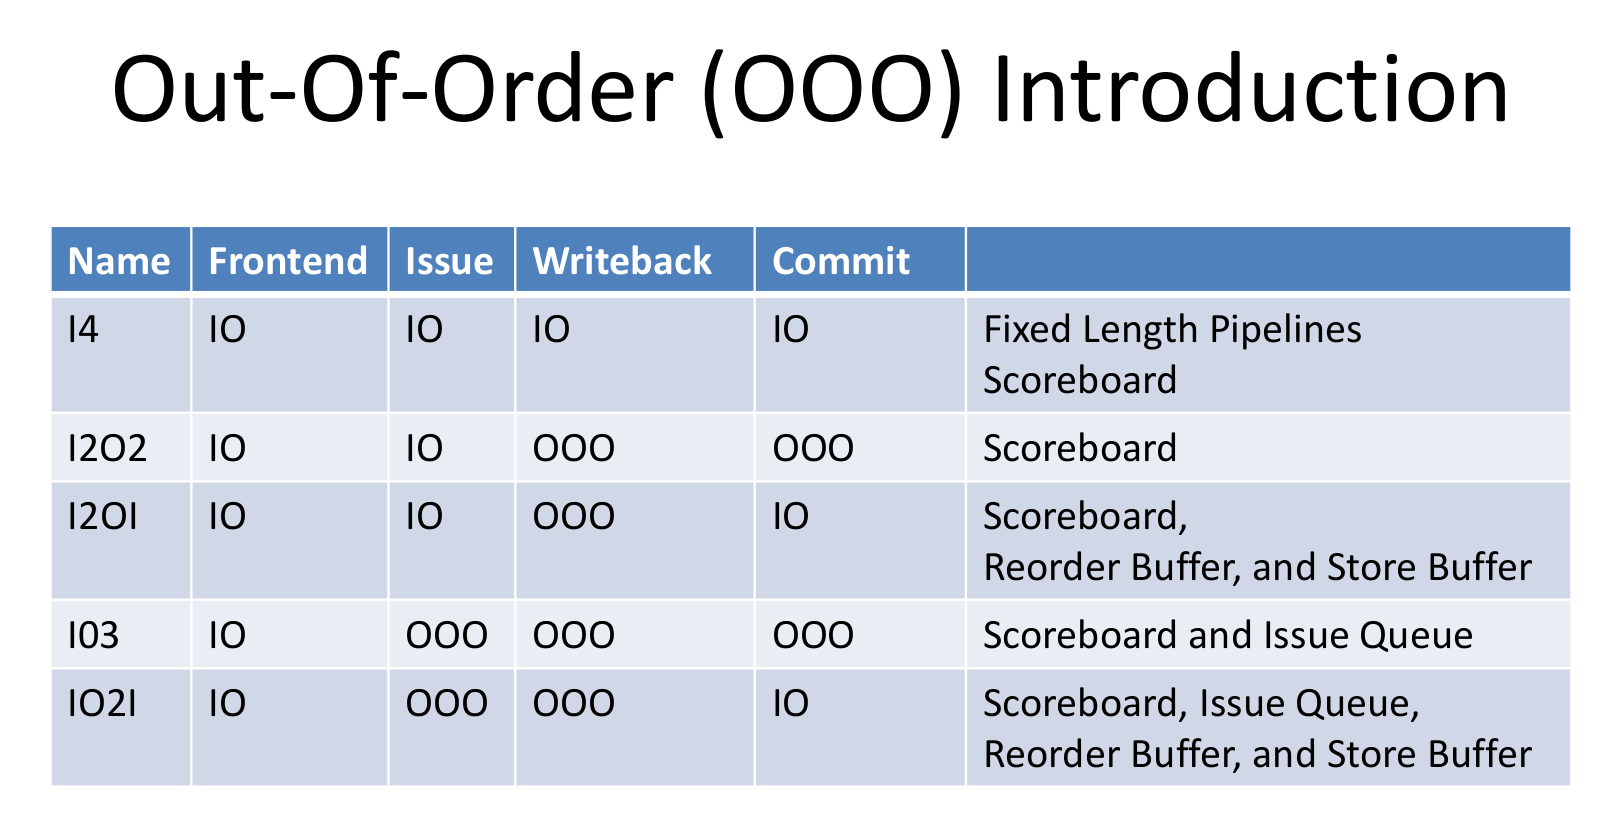 Out-Of-Order (OOO) Introduction
Name Frontend Issue Writeback Commit
I4 IO IO IO IO Fixed Length Pipelines
Scoreboard
I2O2 IO IO OOO OOO Scoreboard
I2OI IO IO OOO IO Scoreboard,
Reorder Buffer, and Store Buffer
I03 IO OOO OOO OOO Scoreboard and Issue Queue
IO2I IO OOO OOO IO Scoreboard, Issue Queue,
Reorder Buffer, and Store Buffer